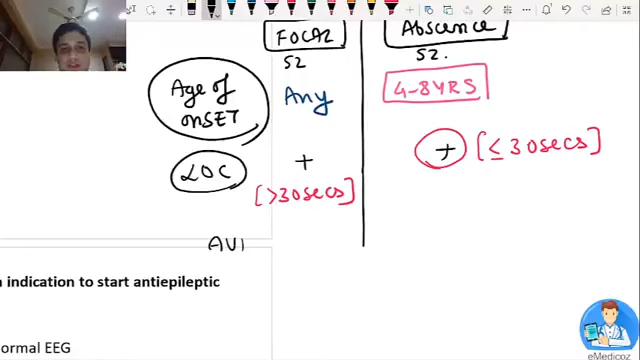 FOCAL Absence
SZ SZ.
Age of onSET Any 4-8YRS
LOC + + [≤30secs]
[>30secs]
AU
n indication to start antiepileptic
ormal EEG
eMedicoz